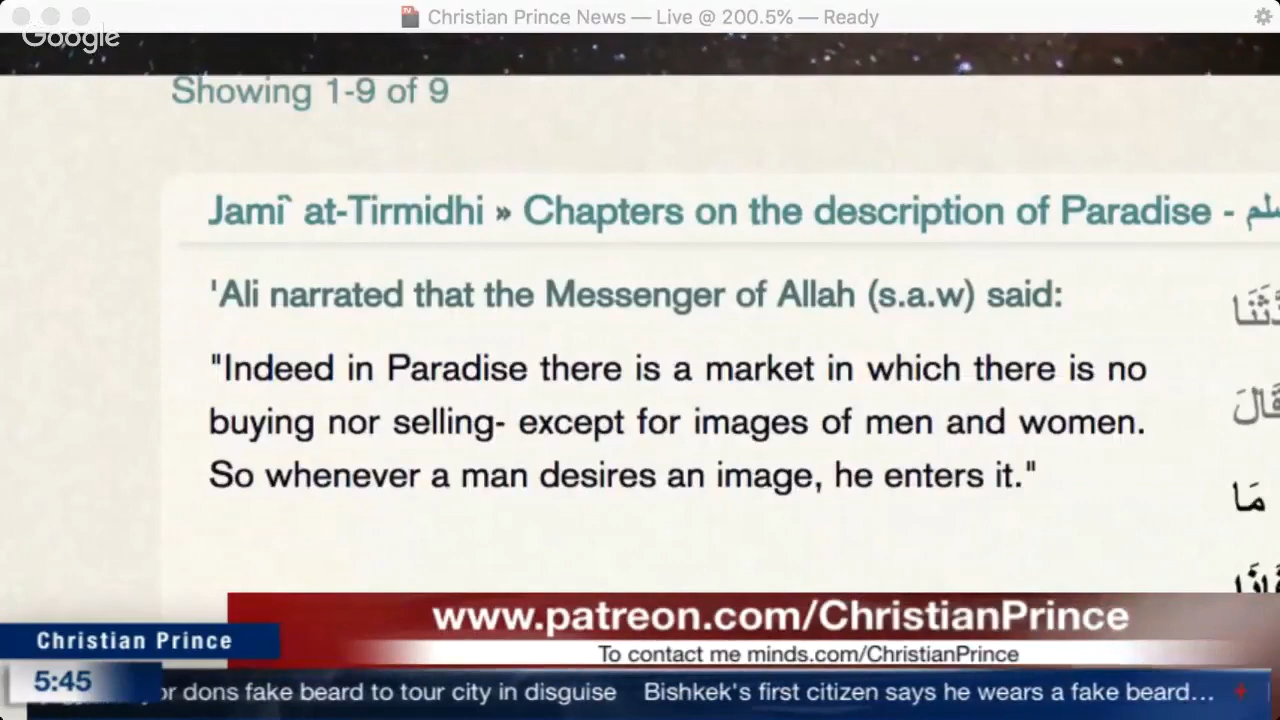 Christian Prince News — Live @ 200.5% — Ready
Google
Showing 1-9 of 9
Jami` at-Tirmidhi » Chapters on the description of Paradise -
'Ali narrated that the Messenger of Allah (s.a.w) said:
"Indeed in Paradise there is a market in which there is no
buying nor selling- except for images of men and women.
So whenever a man desires an image, he enters it."
مَا
www.patreon.com/ChristianPrince
To contact me minds.com/ChristianPrince
Christian Prince
5:45
dons fake beard to tour city in disguise Bishkek's first citizen says he wears a fake beard...